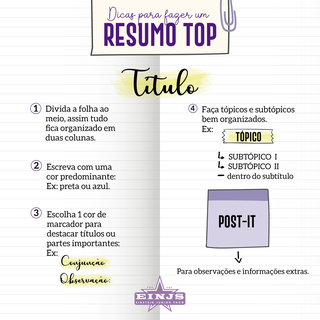 Dicas para fazer um
RESUMO TOP
Título
1 Divida a folha ao
meio, assim tudo
fica organizado em
duas colunas.
2 Escreva com uma
cor predominante:
Ex: preta ou azul.
3 Escolha 1 cor de
marcador para
destacar títulos ou
partes importantes:
Ex:
Conjunção
Observação:
4 Faça tópicos e subtópicos
bem organizados.
Ex:
TÓPICO
SUBTÓPICO I
SUBTÓPICO II
– dentro do subtítulo
POST-IT
Para observações e informações extras.
EINJS